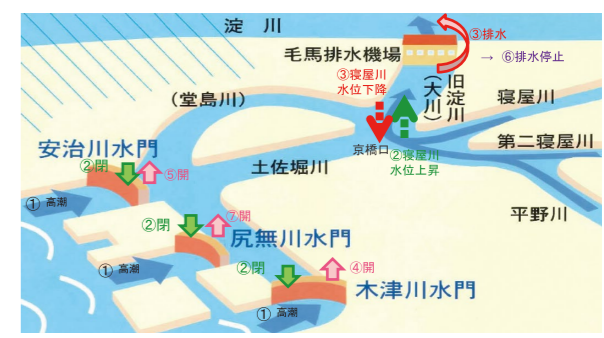 淀 川
③排水
毛馬排水機場
→ ⑥排水停止
③寝屋川
水位下降
旧淀川
(大川)
(堂島川)
寝屋川
安治川水門
京橋口
第二寝屋川
②閉
⑤開
土佐堀川
②寝屋川
水位上昇
① 高潮
平野川
⑦開
②閉
尻無川水門
① 高潮
②閉
④開
木津川水門
① 高潮